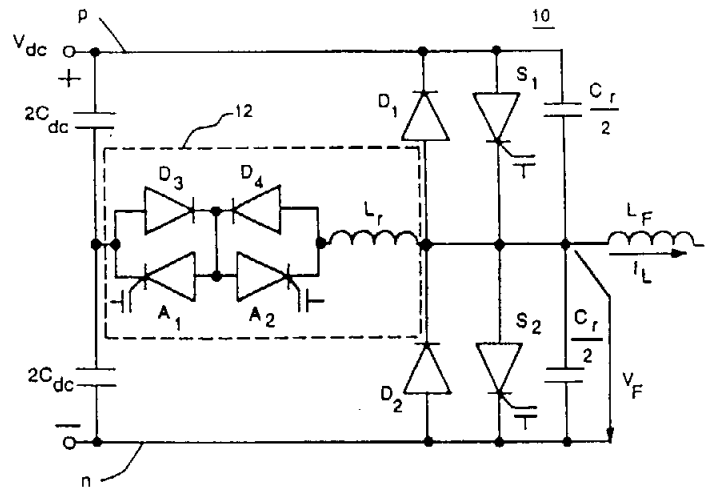 p
10
V_dc
+
S_1
D_1
C_r/2
2C_dc
12
D_3
D_4
L_r
L_F
I_L
A_1
A_2
S_2
C_r/2
2C_dc
D_2
V_F
−
n